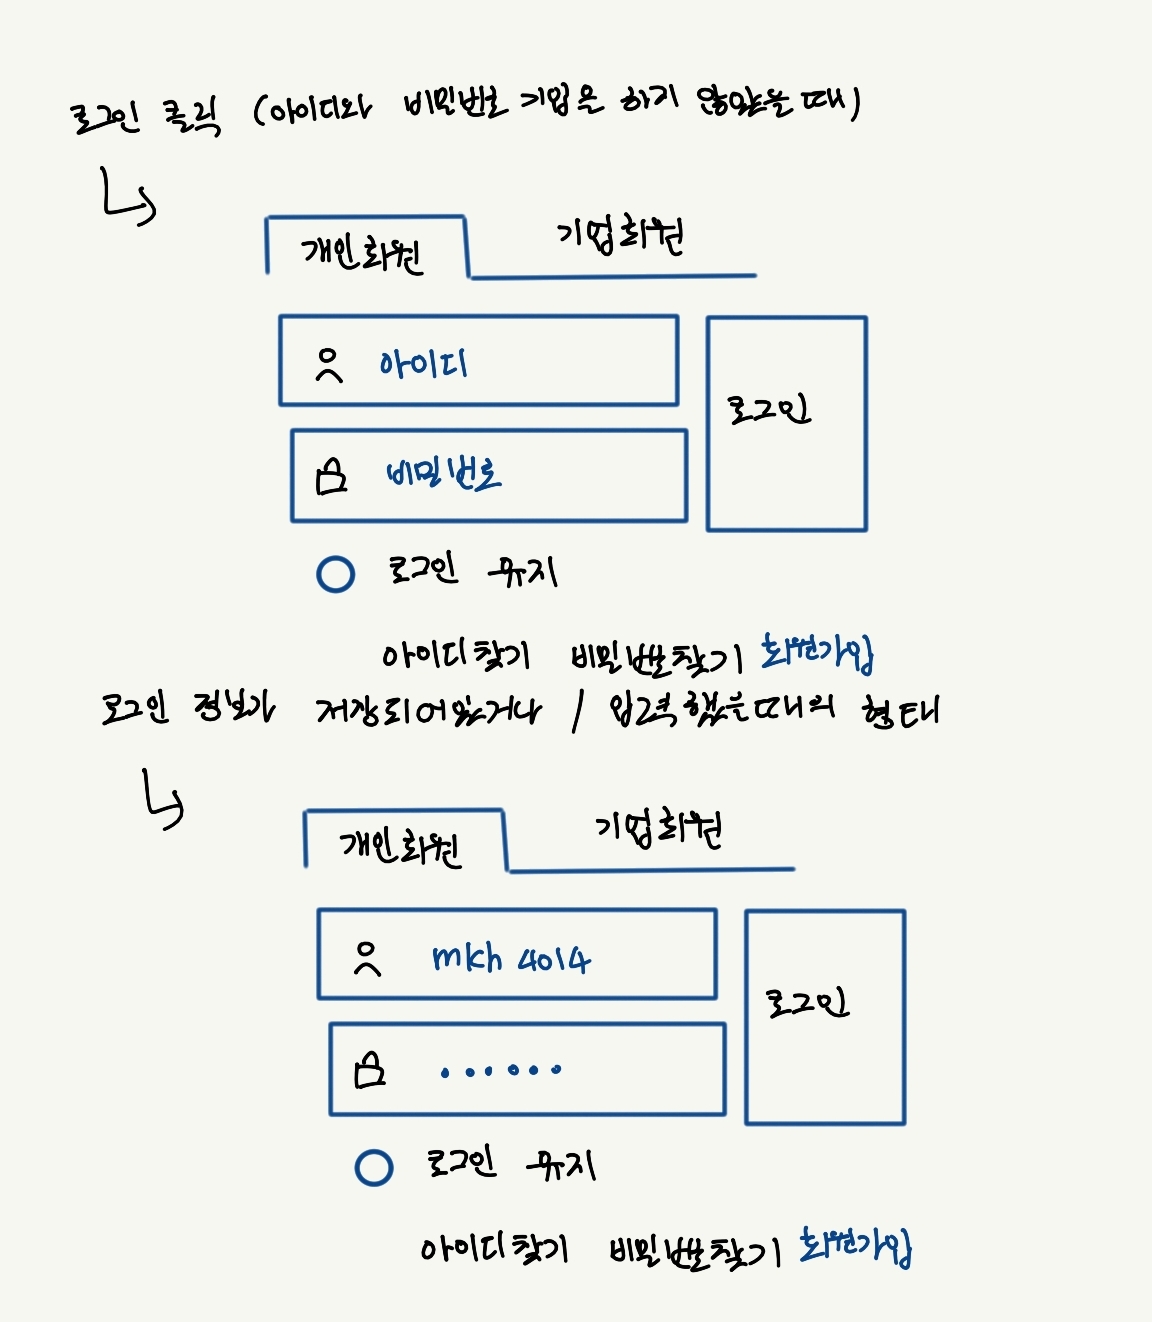 로그인 클릭 (아이디와 비밀번호 기입은 하기 않았을때)
개인회원 기업회원
아이디
로그인
비밀번호
로그인 유지
아이디찾기 비밀번호찾기 회원가입
로그인 정보가 저장되어있거나 / 입력했을때의 형태
개인회원 기업회원
mkh 4014
로그인
••••••
로그인 유지
아이디찾기 비밀번호찾기 회원가입